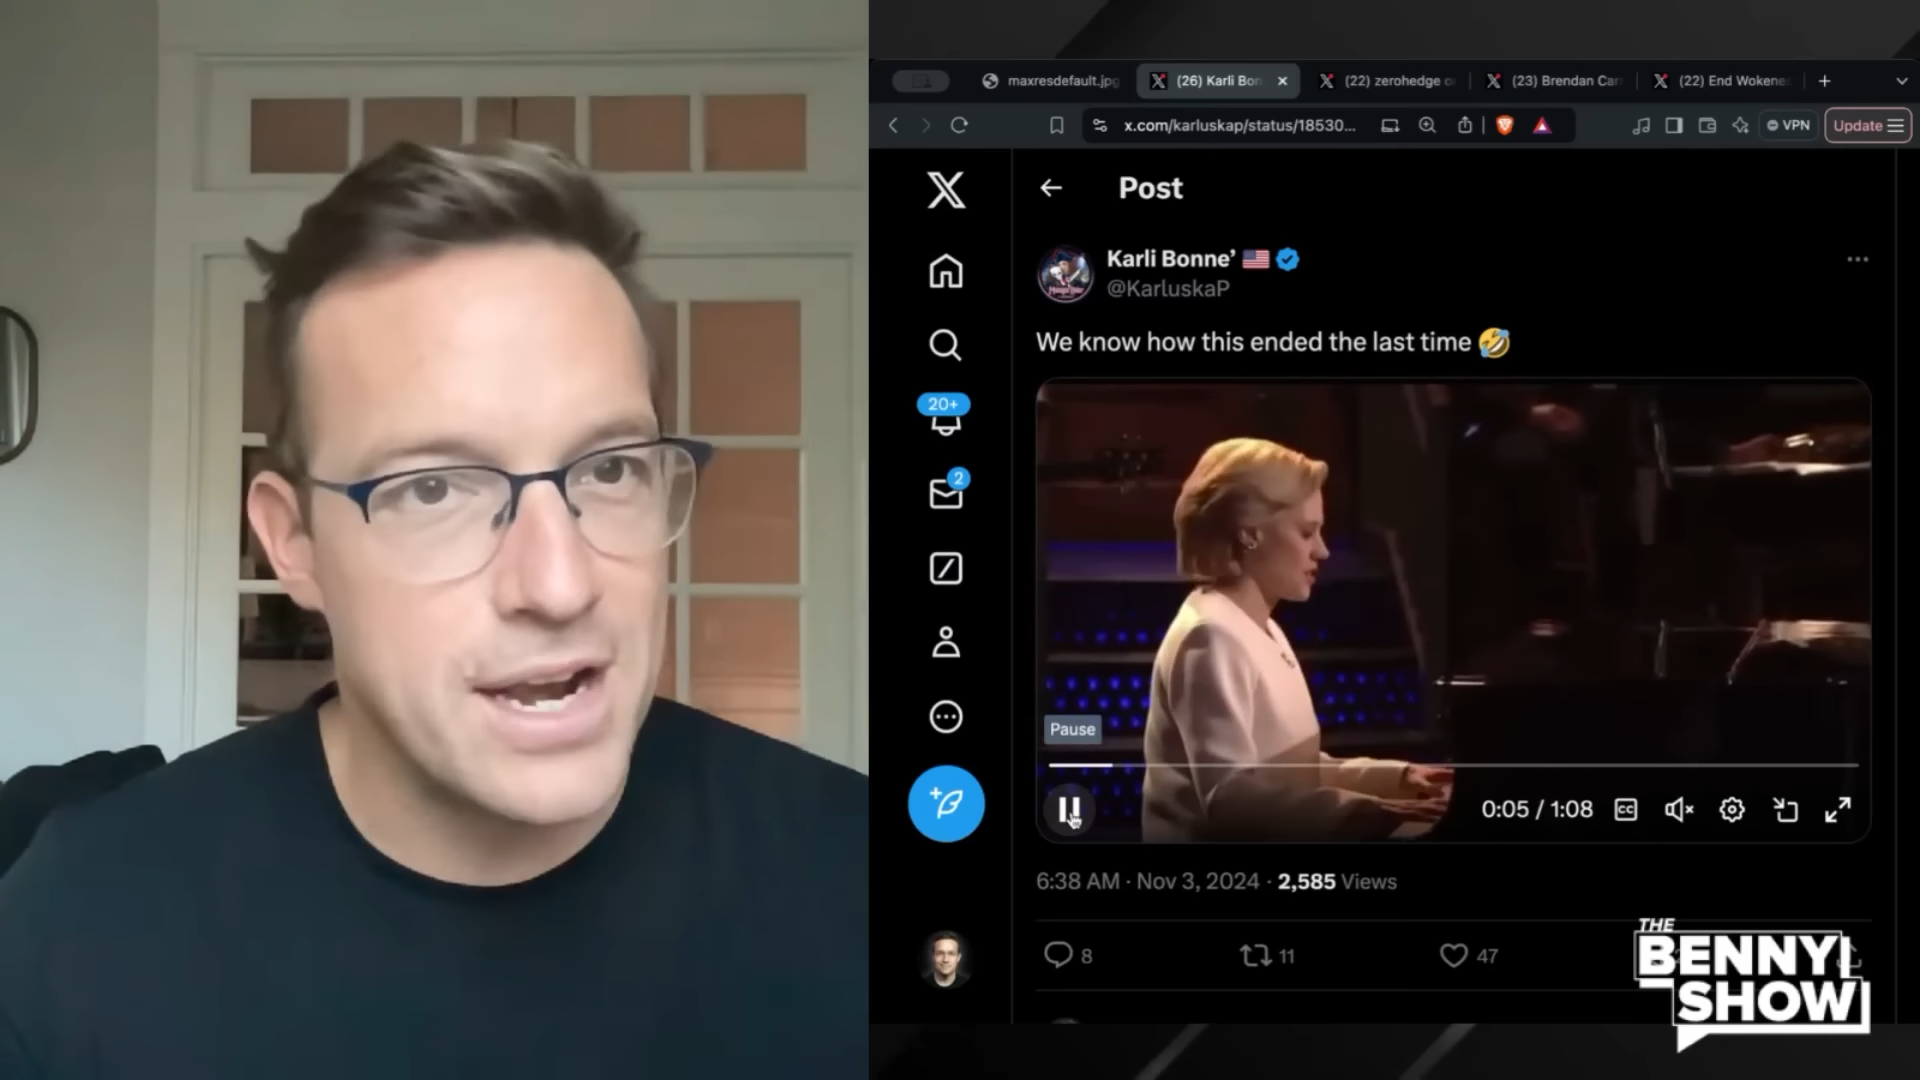 maxresdefault.jpg
(26) Karli Bon
(22) zerohedge o
(23) Brendan Car
(22) End Wokene
x.com/karluskap/status/18530...
VPN
Update
Post
Karli Bonne’
@KarluskaP
We know how this ended the last time
20+
2
Pause
0:05 / 1:08
CC
6:38 AM · Nov 3, 2024 · 2,585 Views
8
11
47
THE
BENNY
SHOW